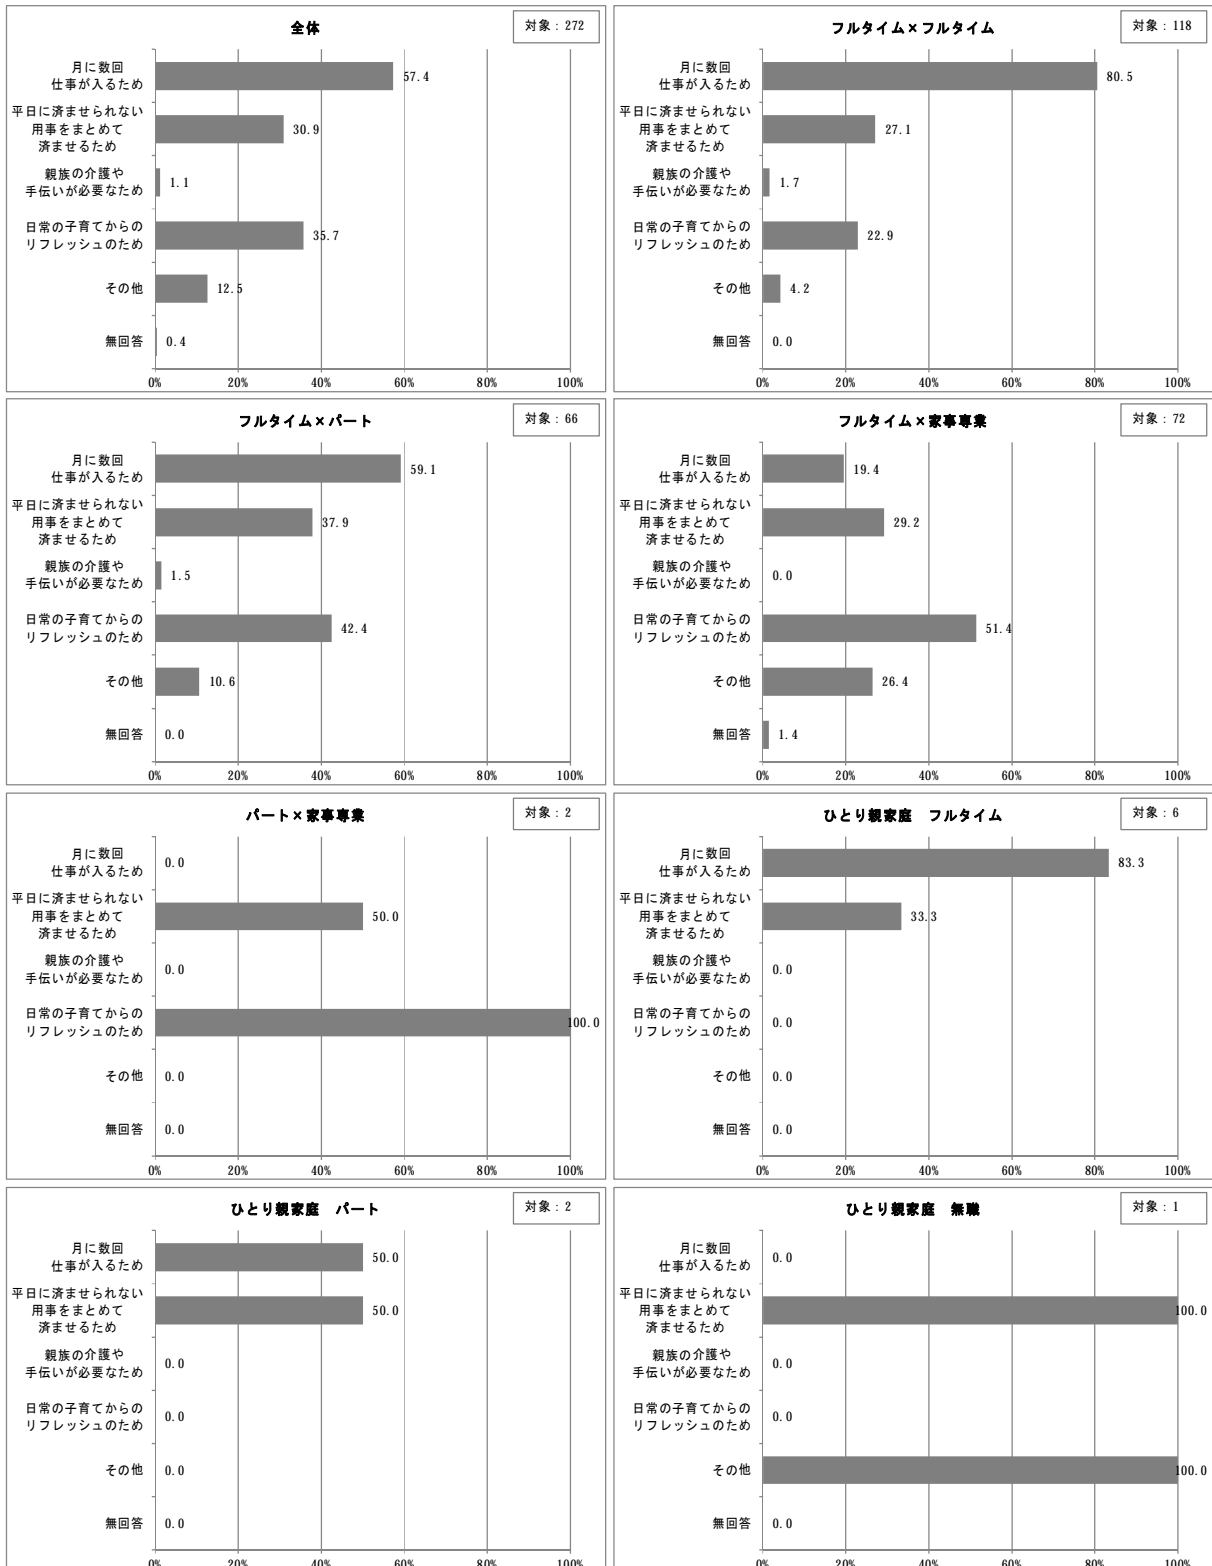 全体
対象：272
月に数回
仕事が入るため
57.4
平日に済ませられない
用事をまとめて
済ませるため
30.9
親族の介護や
手伝いが必要なため
1.1
日常の子育てからの
リフレッシュのため
35.7
その他
12.5
無回答
0.4
0% 20% 40% 60% 80% 100%
フルタイム×フルタイム
対象：118
月に数回
仕事が入るため
80.5
平日に済ませられない
用事をまとめて
済ませるため
27.1
親族の介護や
手伝いが必要なため
1.7
日常の子育てからの
リフレッシュのため
22.9
その他
4.2
無回答
0.0
0% 20% 40% 60% 80% 100%
フルタイム×パート
対象：66
月に数回
仕事が入るため
59.1
平日に済ませられない
用事をまとめて
済ませるため
37.9
親族の介護や
手伝いが必要なため
1.5
日常の子育てからの
リフレッシュのため
42.4
その他
10.6
無回答
0.0
0% 20% 40% 60% 80% 100%
フルタイム×家事専業
対象：72
月に数回
仕事が入るため
19.4
平日に済ませられない
用事をまとめて
済ませるため
29.2
親族の介護や
手伝いが必要なため
0.0
日常の子育てからの
リフレッシュのため
51.4
その他
26.4
無回答
1.4
0% 20% 40% 60% 80% 100%
パート×家事専業
対象：2
月に数回
仕事が入るため
0.0
平日に済ませられない
用事をまとめて
済ませるため
50.0
親族の介護や
手伝いが必要なため
0.0
日常の子育てからの
リフレッシュのため
100.0
その他
0.0
無回答
0.0
0% 20% 40% 60% 80% 100%
ひとり親家庭　フルタイム
対象：6
月に数回
仕事が入るため
83.3
平日に済ませられない
用事をまとめて
済ませるため
33.3
親族の介護や
手伝いが必要なため
0.0
日常の子育てからの
リフレッシュのため
0.0
その他
0.0
無回答
0.0
0% 20% 40% 60% 80% 100%
ひとり親家庭　パート
対象：2
月に数回
仕事が入るため
50.0
平日に済ませられない
用事をまとめて
済ませるため
50.0
親族の介護や
手伝いが必要なため
0.0
日常の子育てからの
リフレッシュのため
0.0
その他
0.0
無回答
0.0
0% 20% 40% 60% 80% 100%
ひとり親家庭　無職
対象：1
月に数回
仕事が入るため
0.0
平日に済ませられない
用事をまとめて
済ませるため
100.0
親族の介護や
手伝いが必要なため
0.0
日常の子育てからの
リフレッシュのため
0.0
その他
100.0
無回答
0.0
0% 20% 40% 60% 80% 100%